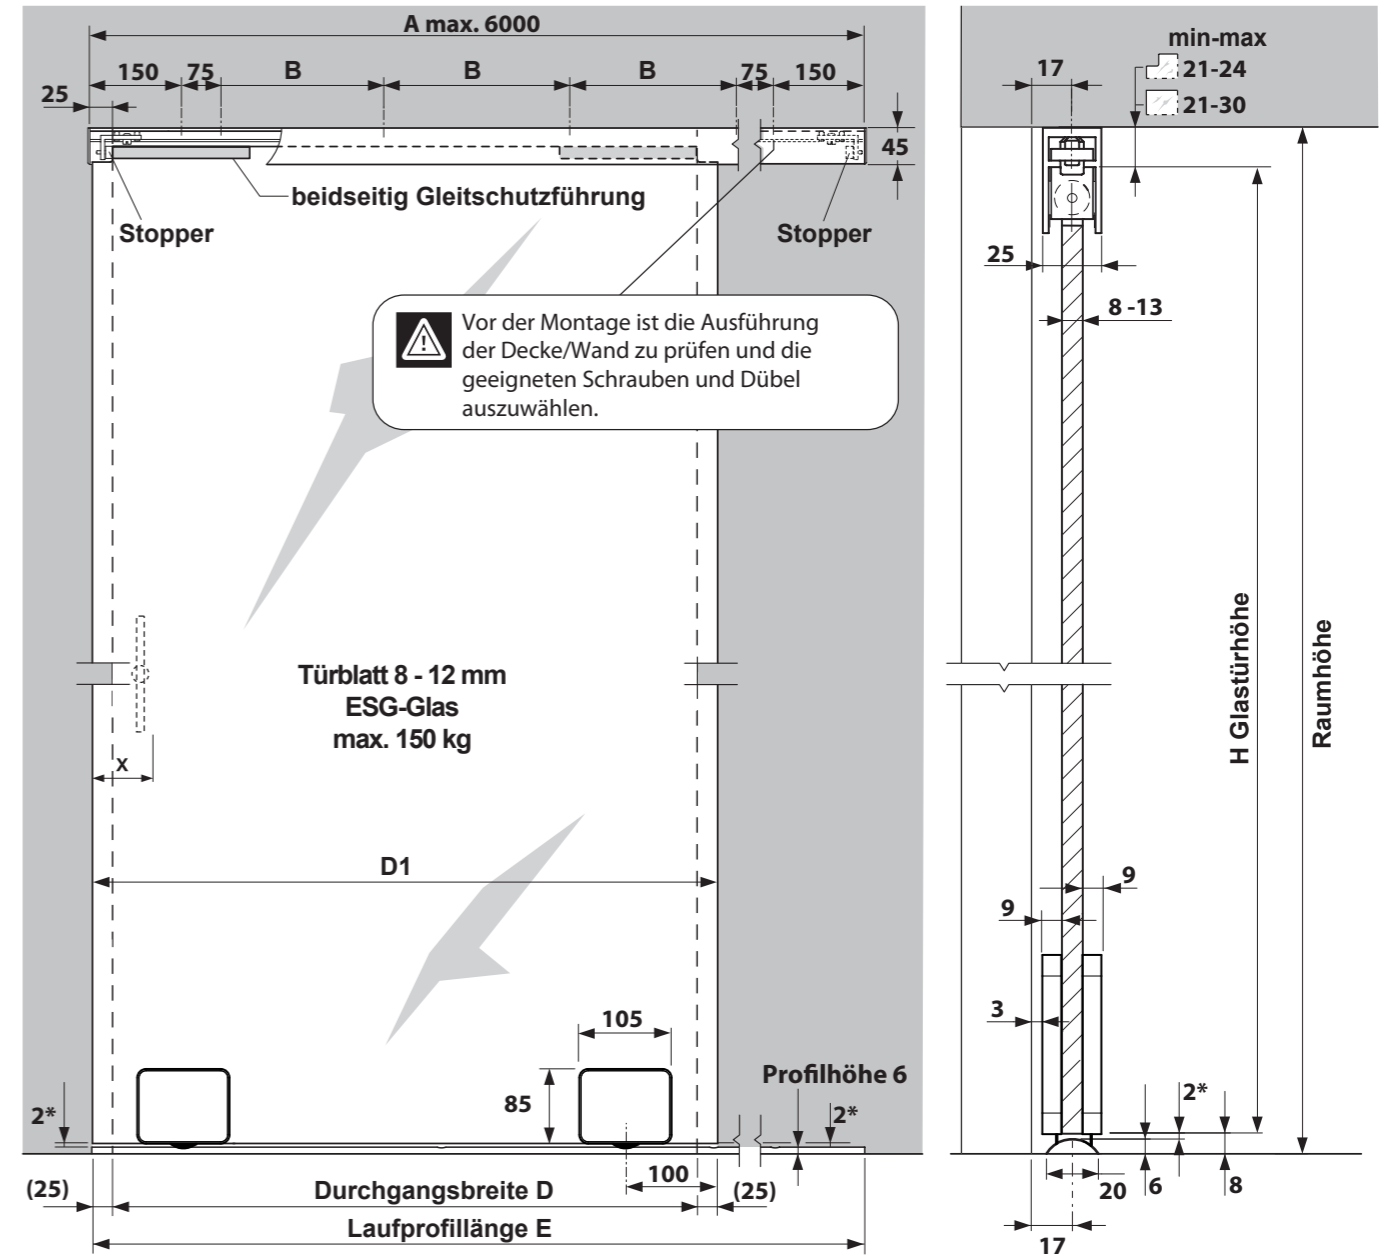 A max. 6000
150 75 B B B 75 150
25
45
beidseitig Gleitschutzführung
Stopper
Stopper
Vor der Montage ist die Ausführung
der Decke/Wand zu prüfen und die
geeigneten Schrauben und Dübel
auszuwählen.
Türblatt 8 - 12 mm
ESG-Glas
max. 150 kg
x
D1
105
85
Profilhöhe 6
2*
2*
100
(25)
Durchgangsbreite D
(25)
Laufprofillänge E
min-max
17
21-24
21-30
25
8 -13
H Glastürhöhe
Raumhöhe
9
9
3
2*
20
6
8
17